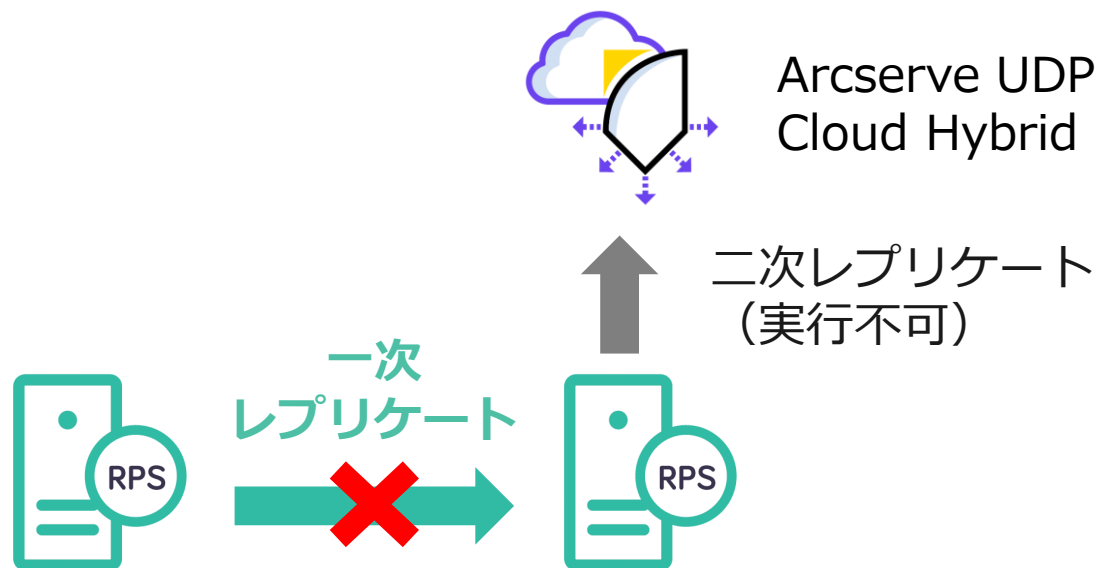 Arcserve UDP
Cloud Hybrid
二次レプリケート
（実行不可）
一次
レプリケート
RPS
RPS